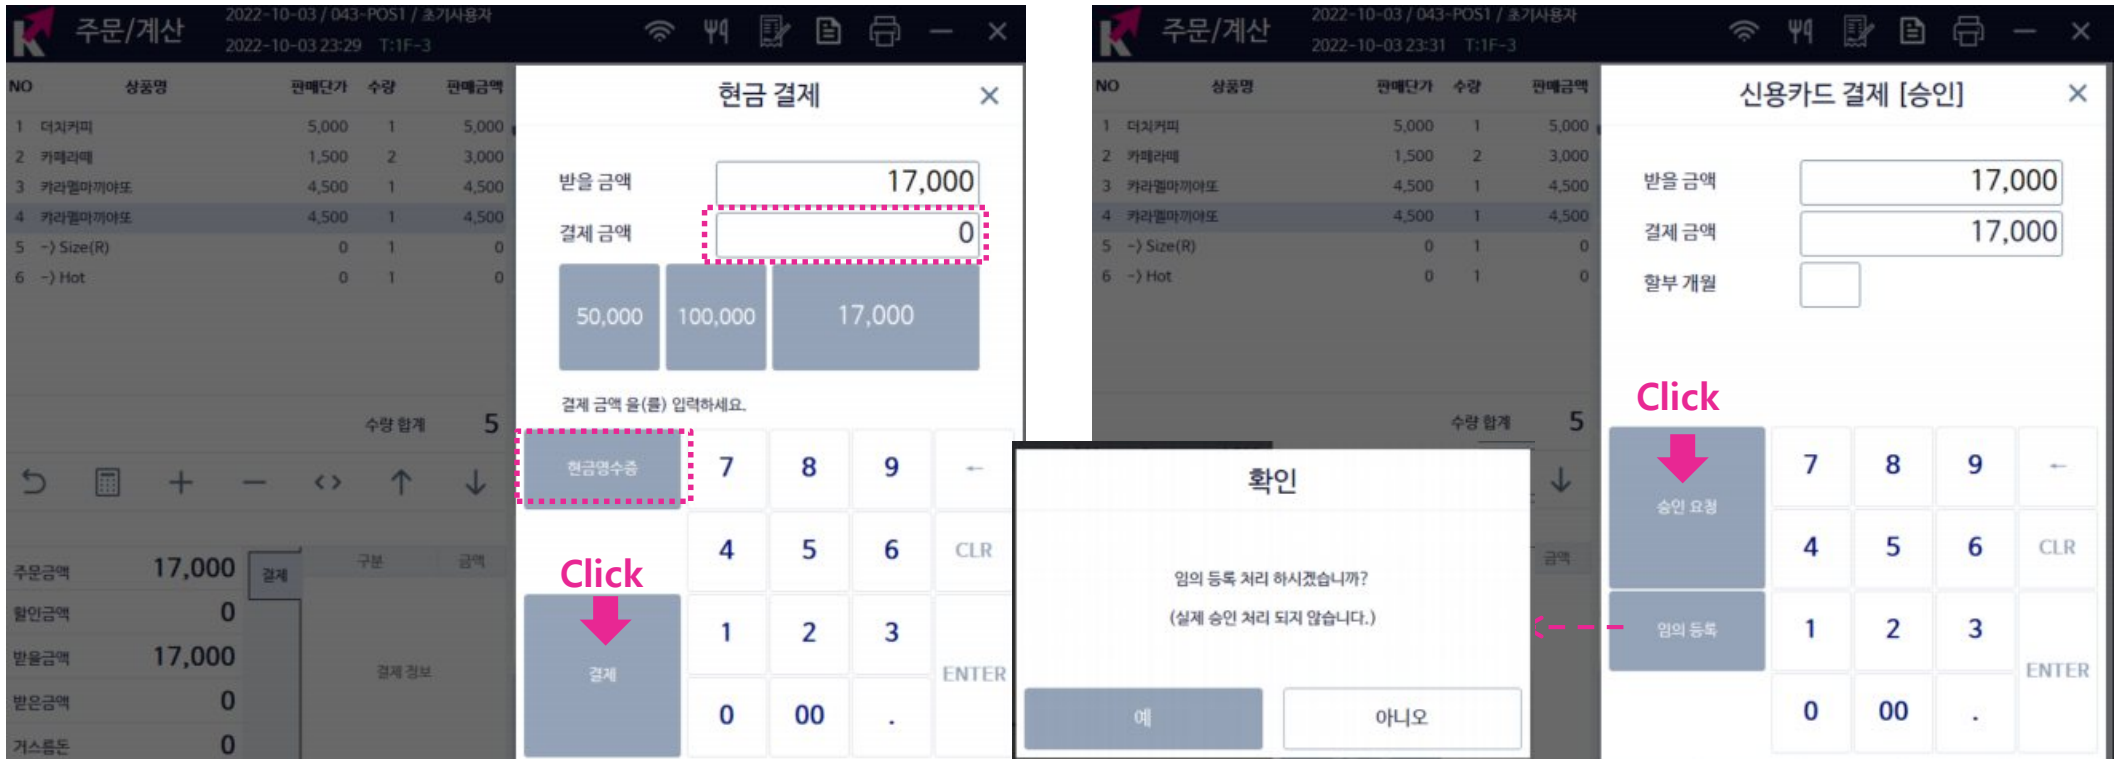 주문/계산
2022-10-03 / 043-POS1 / 초기사용자
2022-10-03 23:29 T:1F-3
NO 상품명 판매단가 수량 판매금액
1 더치커피 5,000 1 5,000
2 카페라떼 1,500 2 3,000
3 카라멜마끼야또 4,500 1 4,500
4 카라멜마끼야또 4,500 1 4,500
5 -> Size(R) 0 1 0
6 -> Hot 0 1 0
수량 합계 5
주문금액 17,000
할인금액 0
받을금액 17,000
받은금액 0
거스름돈 0
결제
구분 금액
결제 정보
현금 결제 ×
받을 금액 17,000
결제 금액 0
50,000 100,000 17,000
결제 금액 을(를) 입력하세요.
현금영수증 7 8 9 ←
Click
4 5 6 CLR
결제 1 2 3 ENTER
0 00 .
주문/계산
2022-10-03 / 043-POS1 / 초기사용자
2022-10-03 23:31 T:1F-3
NO 상품명 판매단가 수량 판매금액
1 더치커피 5,000 1 5,000
2 카페라떼 1,500 2 3,000
3 카라멜마끼야또 4,500 1 4,500
4 카라멜마끼야또 4,500 1 4,500
5 -> Size(R) 0 1 0
6 -> Hot 0 1 0
수량 합계 5
금액
확인
임의 등록 처리 하시겠습니까?
(실제 승인 처리 되지 않습니다.)
예 아니오
신용카드 결제 [승인] ×
받을 금액 17,000
결제 금액 17,000
할부 개월
Click
승인 요청 7 8 9 ←
4 5 6 CLR
임의 등록 1 2 3 ENTER
0 00 .